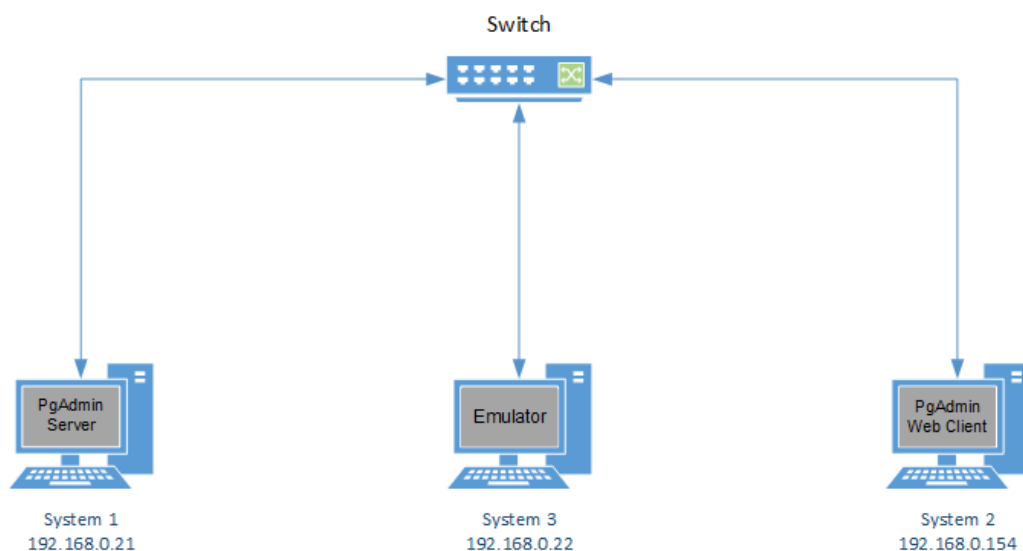 Switch
PgAdmin
Server
Emulator
PgAdmin
Web Client
System 1
192.168.0.21
System 3
192.168.0.22
System 2
192.168.0.154